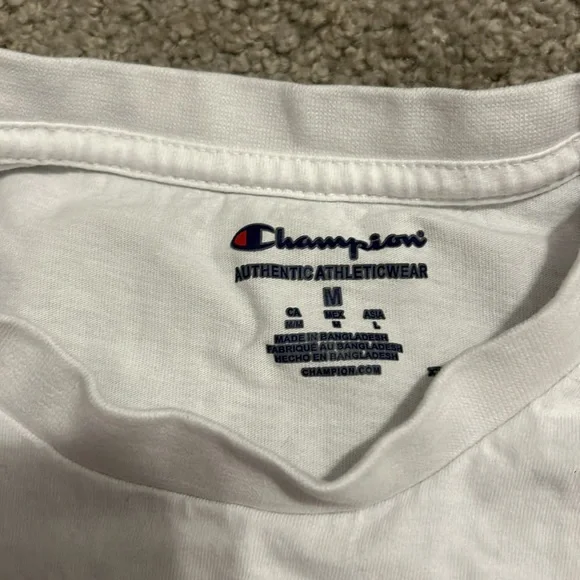 Champion
AUTHENTIC ATHLETICWEAR
M
CA MEX ASIA
M/M M L
MADE IN BANGLADESH
FABRIQUÉ AU BANGLADESH
HECHO EN BANGLADESH
CHAMPION.COM